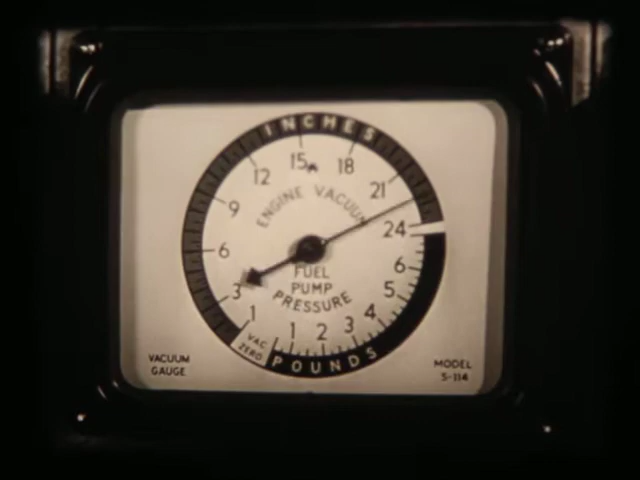 INCHES
15
18
12
21
9
ENGINE VACUUM
24
6
6
FUEL
PUMP
PRESSURE
3
5
1
1
2
3
4
VAC
ZERO
POUNDS
VACUUM
GAUGE
MODEL
S-114